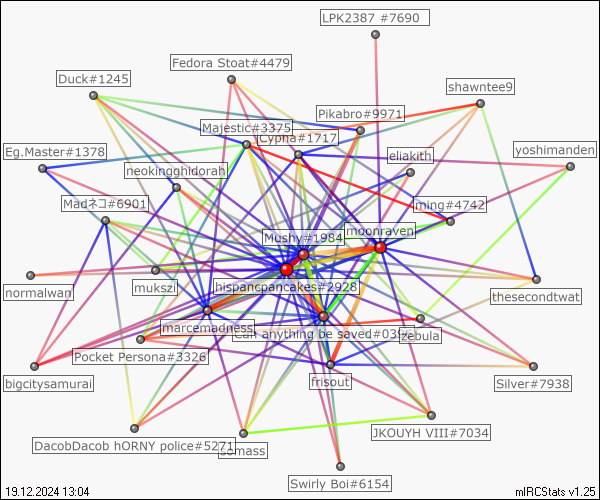 LPK2387 #7690
Fedora Stoat#4479
Duck#1245
shawntee9
Pikabro#9971
Majestic#3375
Cypha#1717
Eg.Master#1378
eliakith
yoshimanden
neokingghidorah
Madネコ#6901
ming#4742
moonraven
Mushy#1984
normalwan
mukszi
hispancpancakes#2928
thesecondtwat
marcemadness
can anything be saved#03
zebula
Pocket Persona#3326
bigcitysamurai
frisout
Silver#7938
DacobDacob hORNY police#5271
JKOUYH VIII#7034
Swirly Boi#6154
19.12.2024 13:04
mIRCStats v1.25